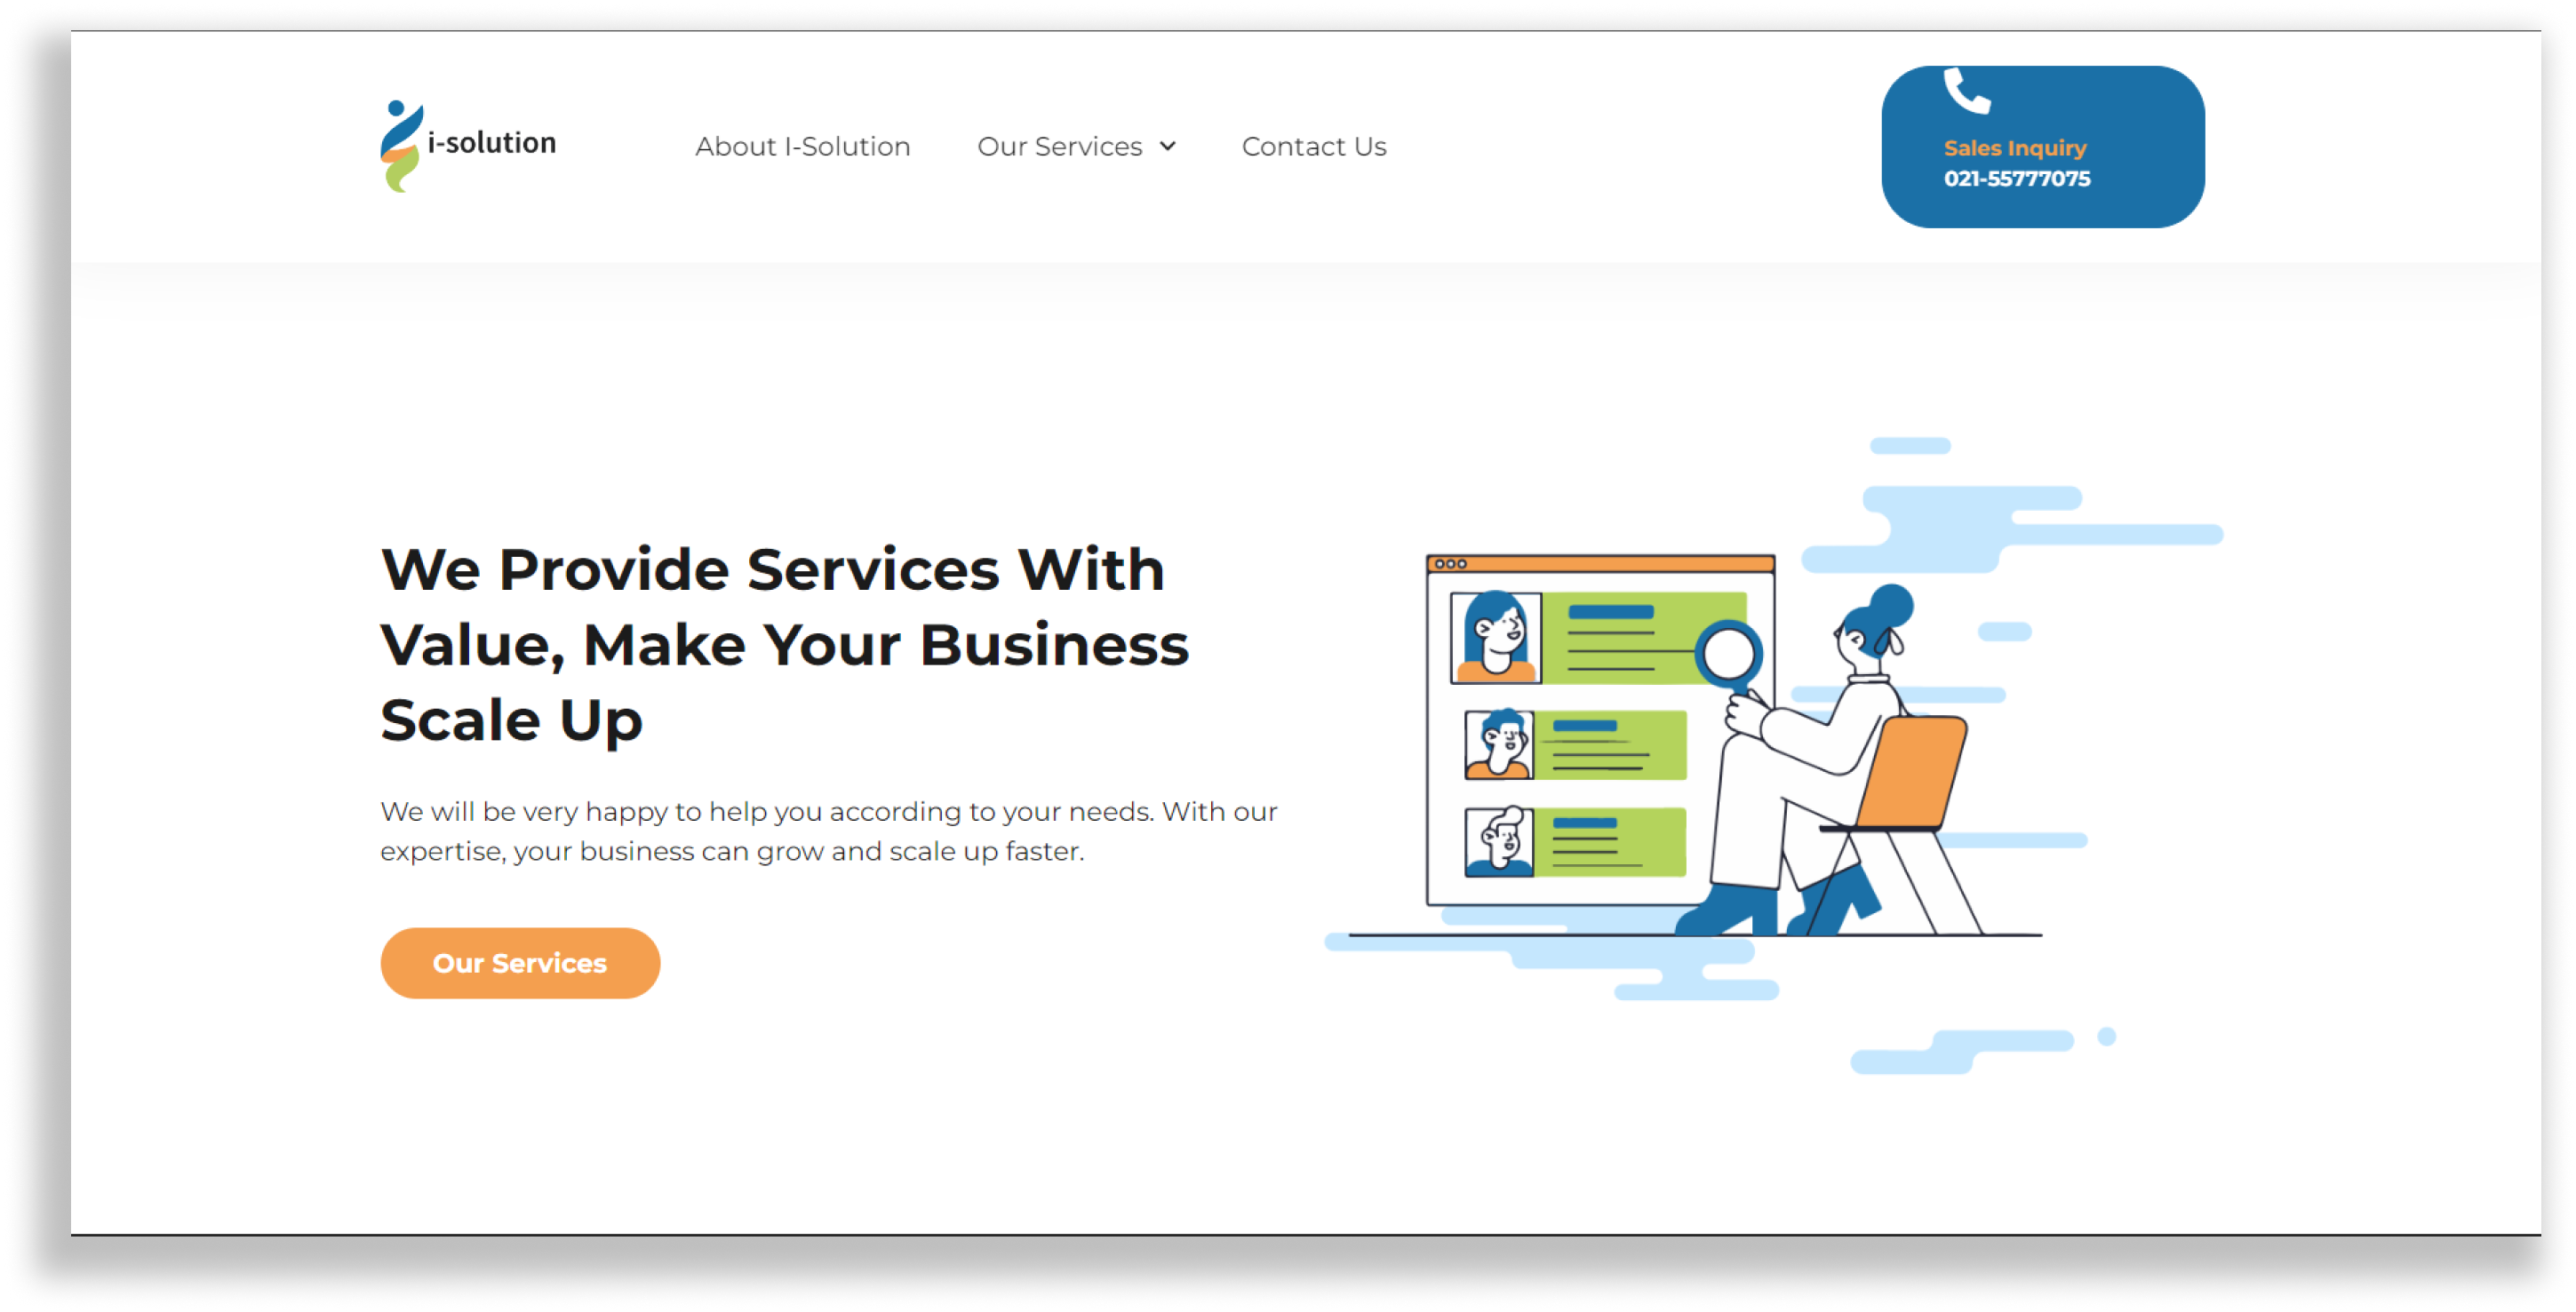 i-solution
About I-Solution
Our Services
Contact Us
Sales Inquiry
021-55777075
We Provide Services With
Value, Make Your Business
Scale Up
We will be very happy to help you according to your needs. With our
expertise, your business can grow and scale up faster.
Our Services